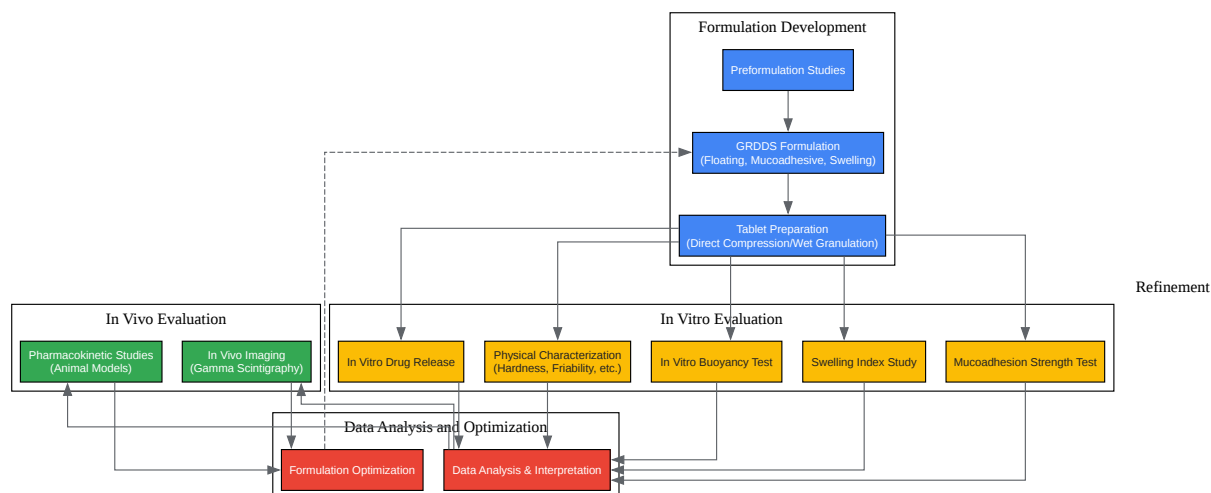 Formulation Development
Preformulation Studies
GRDDS Formulation
(Floating, Mucoadhesive, Swelling)
Tablet Preparation
(Direct Compression/Wet Granulation)
Refinement
In Vivo Evaluation
Pharmacokinetic Studies
(Animal Models)
In Vivo Imaging
(Gamma Scintigraphy)
In Vitro Evaluation
In Vitro Drug Release
Physical Characterization
(Hardness, Friability, etc.)
In Vitro Buoyancy Test
Swelling Index Study
Mucoadhesion Strength Test
Data Analysis and Optimization
Formulation Optimization
Data Analysis & Interpretation